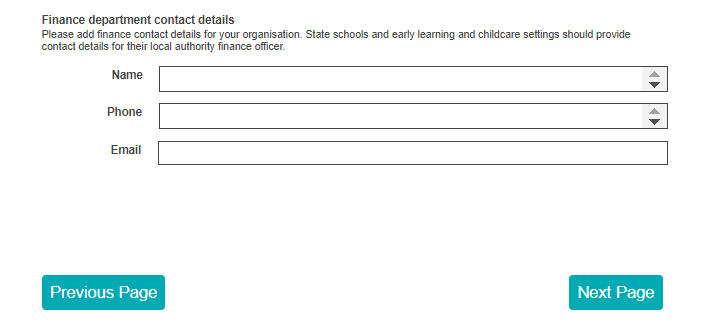 Finance department contact details
Please add finance contact details for your organisation. State schools and early learning and childcare settings should provide
contact details for their local authority finance officer.
Name
Phone
Email
Previous Page
Next Page